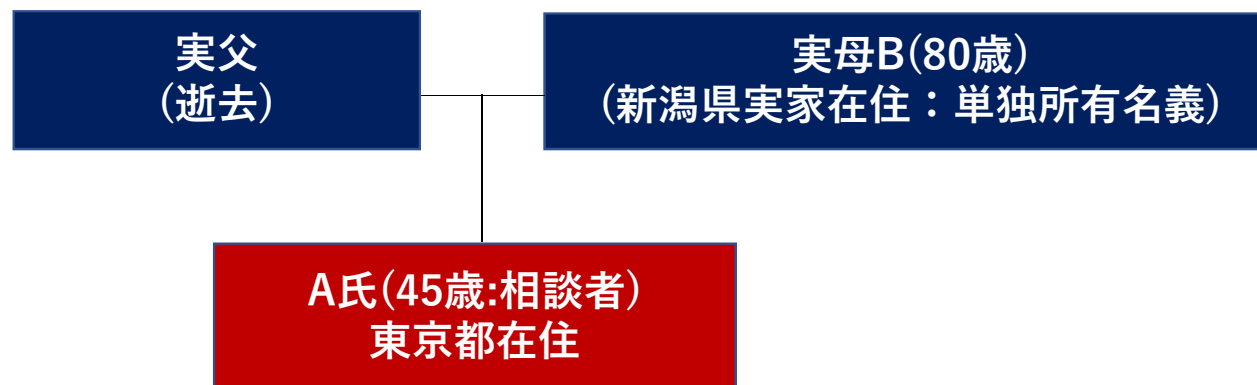 実父
(逝去)
実母B(80歳)
(新潟県実家在住：単独所有名義)
A氏(45歳:相談者)
東京都在住